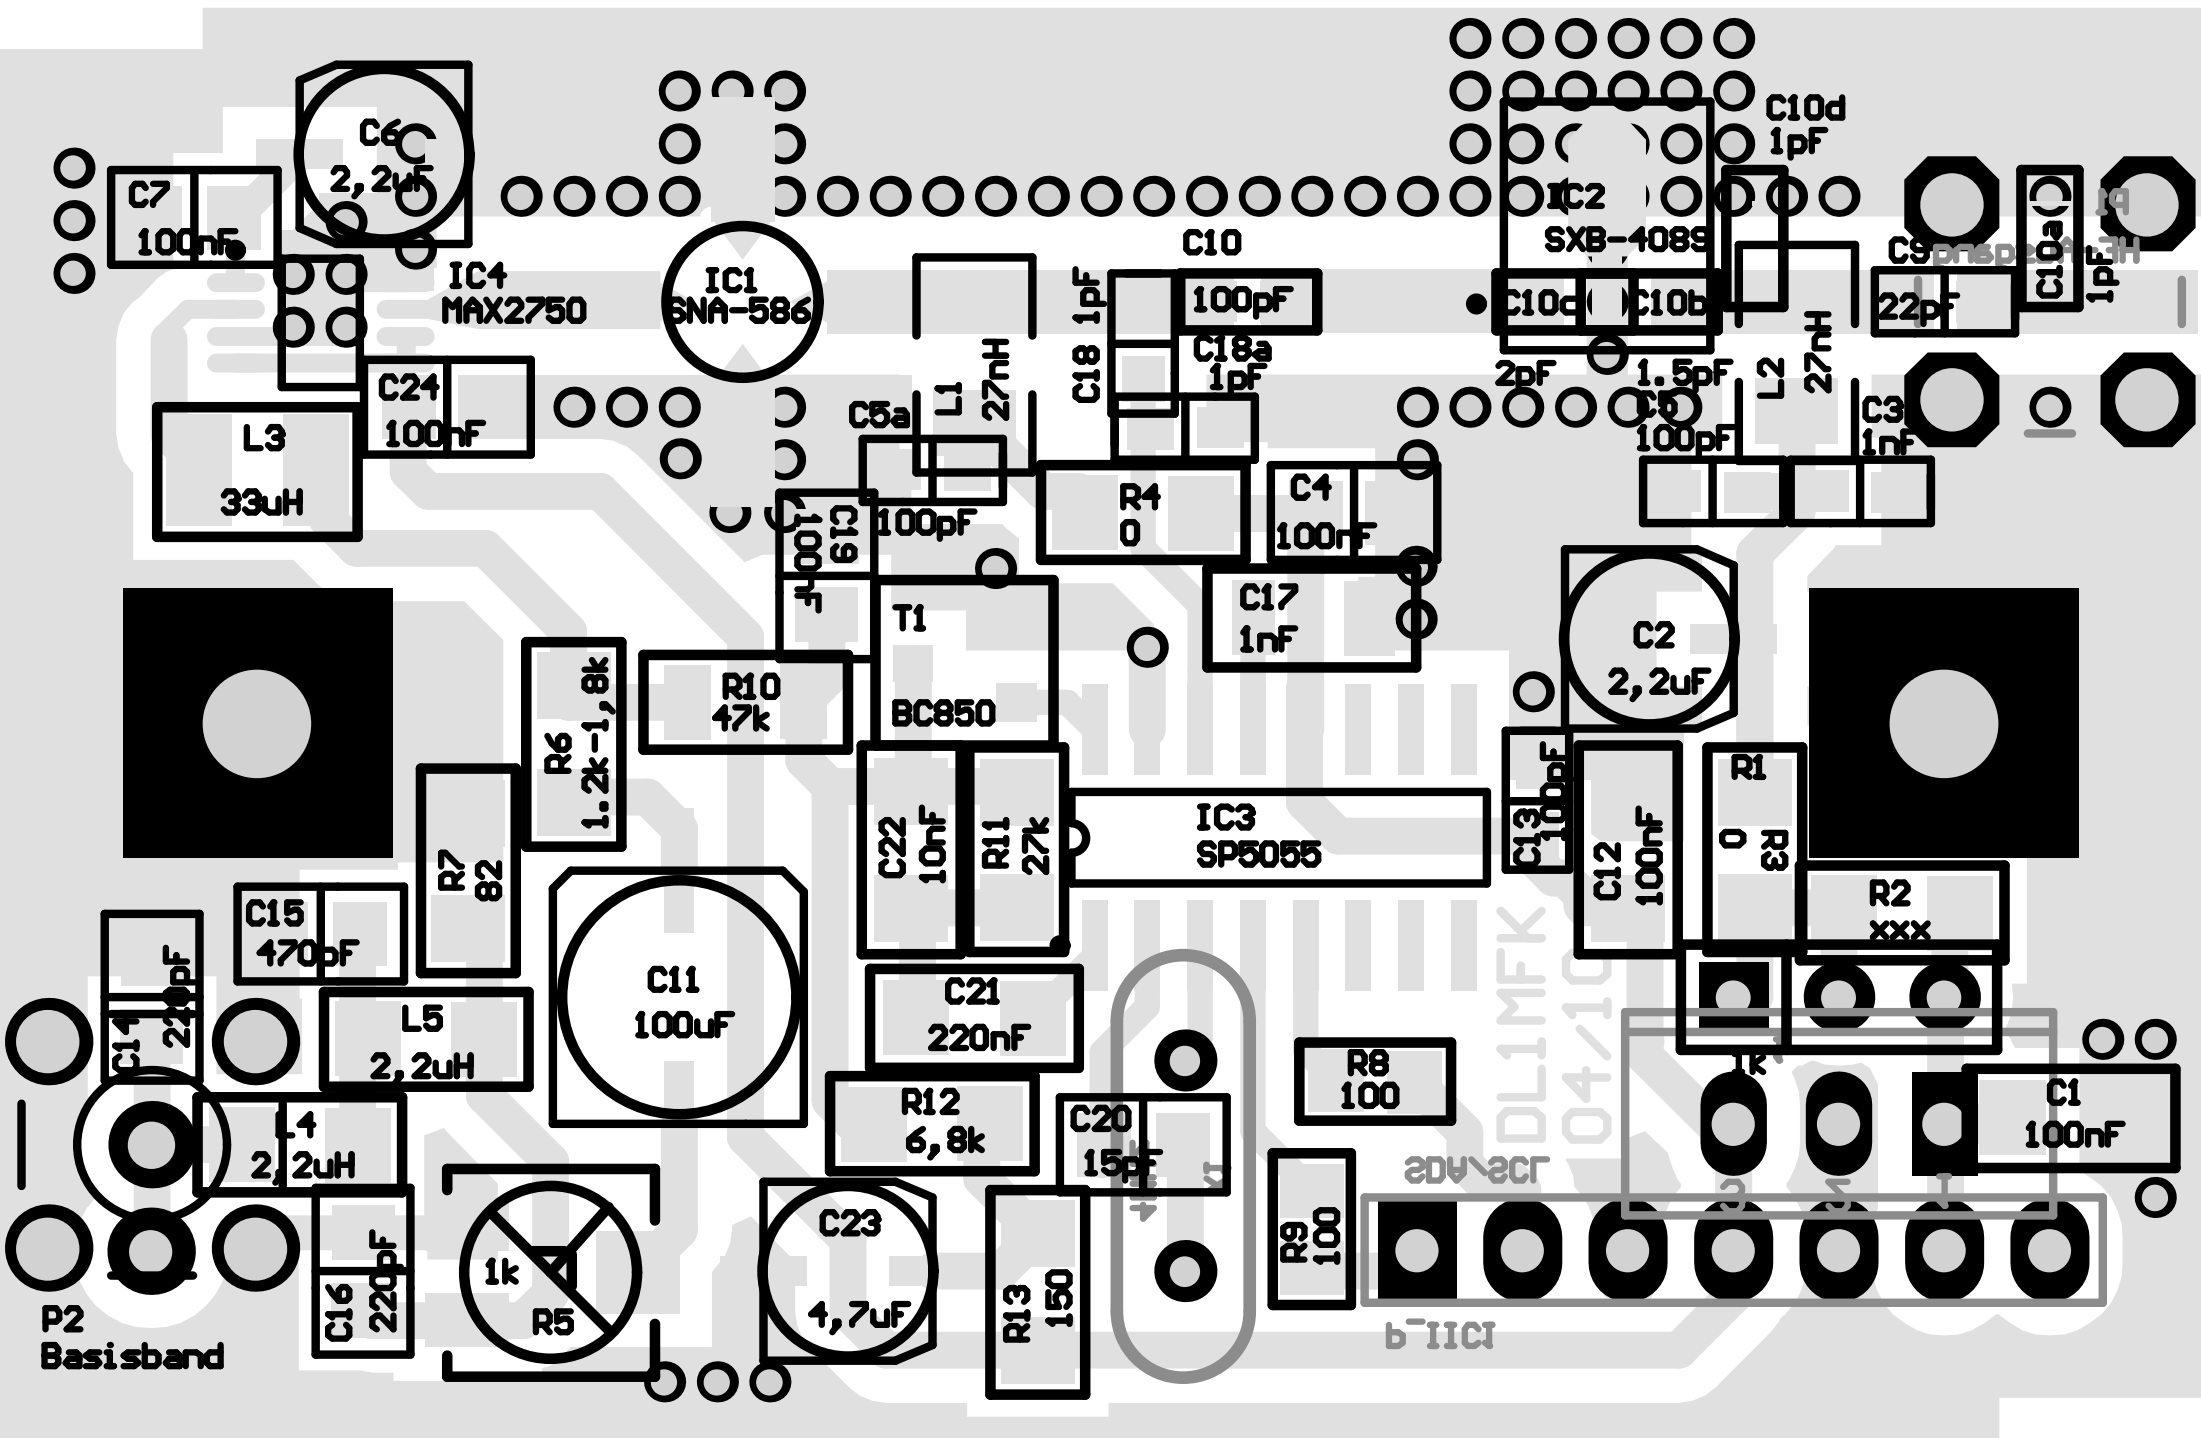 C6
2,2uF
C7
100nF
IC4
MAX2750
IC1
SNA-586
C10
100pF
C18 1pF
C18a
1pF
IC2
SXB-4089
C10d
1pF
C10c
C10b
2pF
1.5pF
C9
22pF
C10a
1pF
C24
100nF
L3
33uH
L1
27nH
C5a
100pF
L2
27nH
C5
100pF
C3
1nF
R4
0
C4
100nF
C19
100nF
C17
1nF
T1
BC850
C2
2,2uF
R10
47k
R6
1.2k-1,8k
R7
82
C22
10nF
R11
27k
IC3
SP5055
C13
100pF
C12
100nF
R1
0
R3
R2
xxx
C15
470pF
C14
220pF
L5
2,2uH
C11
100uF
C21
220nF
R12
6,8k
C20
15pF
R8
100
DL1MFK
04/10
1k
C1
100nF
L4
2,2uH
SDA/SCL
C16
220pF
1k
R5
C23
4,7uF
R13
150
R9
100
P_IIC1
P2
Basisband